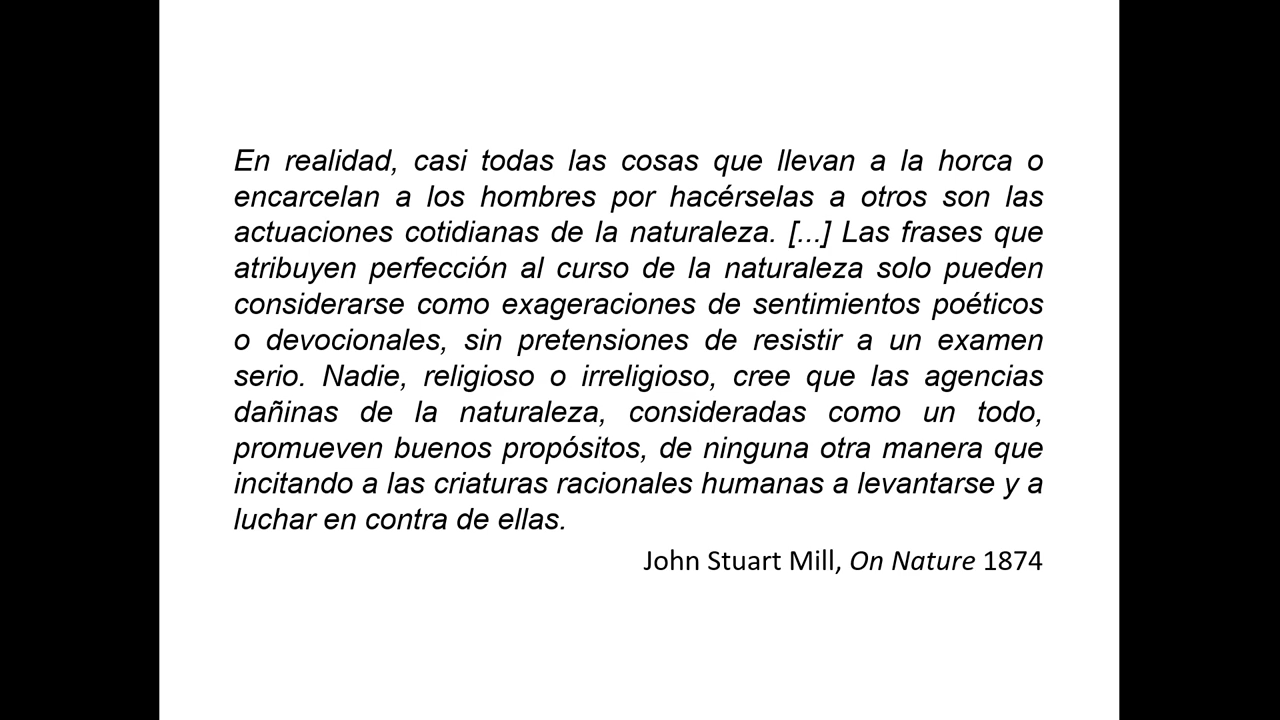 En realidad, casi todas las cosas que llevan a la horca o
encarcelan a los hombres por hacérselas a otros son las
actuaciones cotidianas de la naturaleza. [...] Las frases que
atribuyen perfección al curso de la naturaleza solo pueden
considerarse como exageraciones de sentimientos poéticos
o devocionales, sin pretensiones de resistir a un examen
serio. Nadie, religioso o irreligioso, cree que las agencias
dañinas de la naturaleza, consideradas como un todo,
promueven buenos propósitos, de ninguna otra manera que
incitando a las criaturas racionales humanas a levantarse y a
luchar en contra de ellas.
John Stuart Mill, On Nature 1874